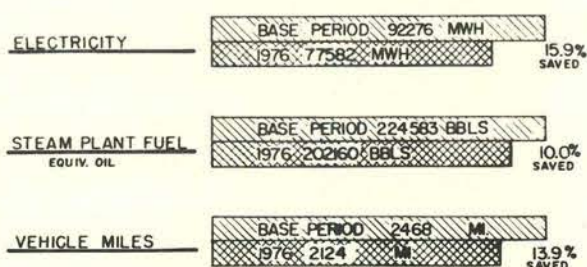 ELECTRICITY
BASE PERIOD 92276 MWH
1976 77582 MWH
15.9%
SAVED
STEAM PLANT FUEL
EQUIV. OIL
BASE PERIOD 224583 BBLS
1976 202160 BBLS
10.0%
SAVED
VEHICLE MILES
BASE PERIOD 2468 MI.
1976 2124 MI.
13.9%
SAVED